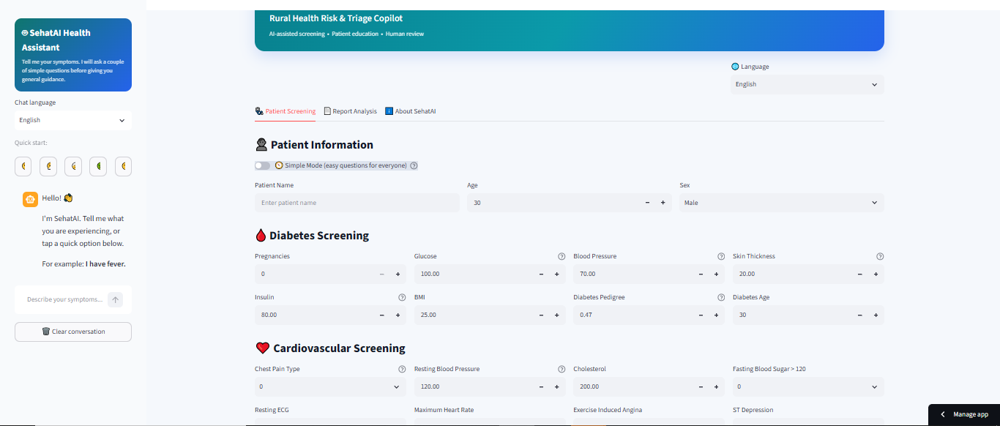 SehatAI Health
Assistant
Tell me your symptoms. I will ask a couple
of simple questions before giving you
general guidance.
Chat language
English
Quick start:
Hello! 👋
I'm SehatAI. Tell me what
you are experiencing, or
tap a quick option below.
For example: I have fever.
Describe your symptoms...
Clear conversation
Rural Health Risk & Triage Copilot
AI-assisted screening • Patient education • Human review
Language
English
Patient Screening Report Analysis About SehatAI
Patient Information
Simple Mode (easy questions for everyone)
Patient Name Age Sex
Enter patient name 30 Male
Diabetes Screening
Pregnancies Glucose Blood Pressure Skin Thickness
0 100.00 70.00 20.00
Insulin BMI Diabetes Pedigree Diabetes Age
80.00 25.00 0.47 30
Cardiovascular Screening
Chest Pain Type Resting Blood Pressure Cholesterol Fasting Blood Sugar > 120
0 120.00 200.00 0
Resting ECG Maximum Heart Rate Exercise Induced Angina ST Depression
Manage app